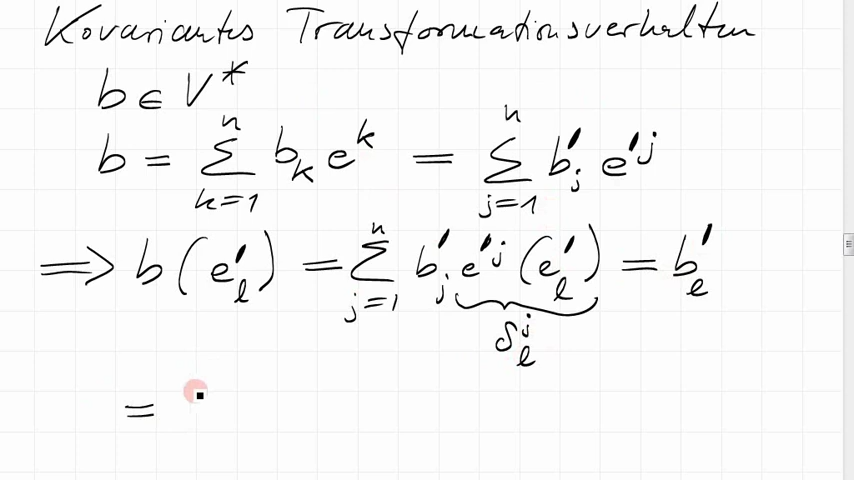 Kovariantes Transformationsverhalten
b ∈ V*
b = ∑_{k=1}^{n} b_k e^k = ∑_{j=1}^{n} b'_j e'^j
⟹ b(e'_l) = ∑_{j=1}^{n} b'_j e'^j (e'_l) = b'_l
δ^j_l
=